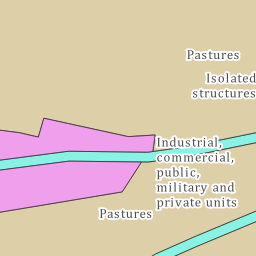 Pastures
Isolated
structures
Industrial,
commercial,
public,
military and
private units
Pastures